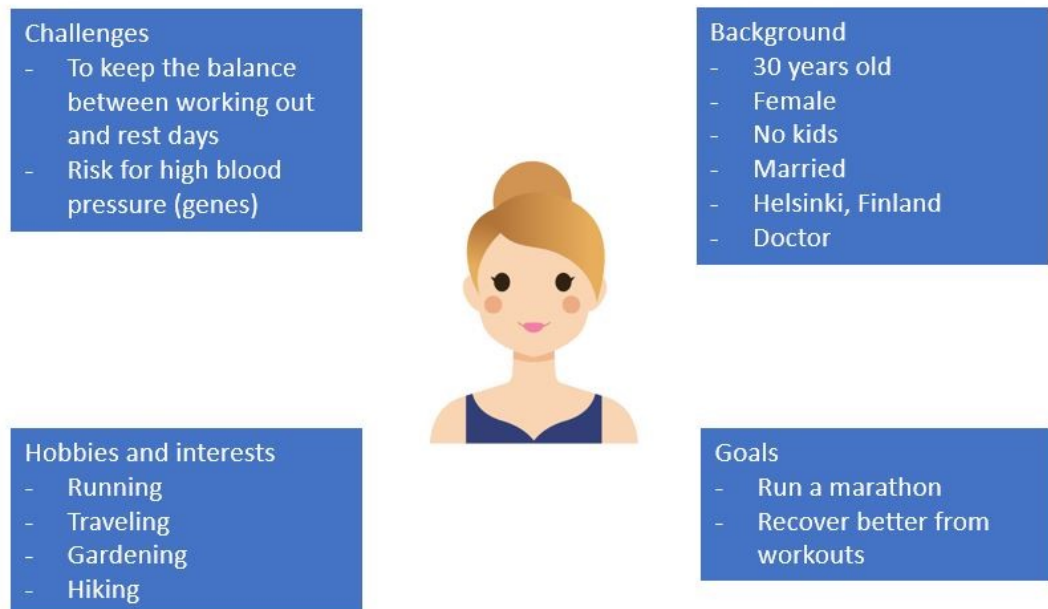 Challenges
- To keep the balance
between working out
and rest days
- Risk for high blood
pressure (genes)
Background
- 30 years old
- Female
- No kids
- Married
- Helsinki, Finland
- Doctor
Hobbies and interests
- Running
- Traveling
- Gardening
- Hiking
Goals
- Run a marathon
- Recover better from
workouts